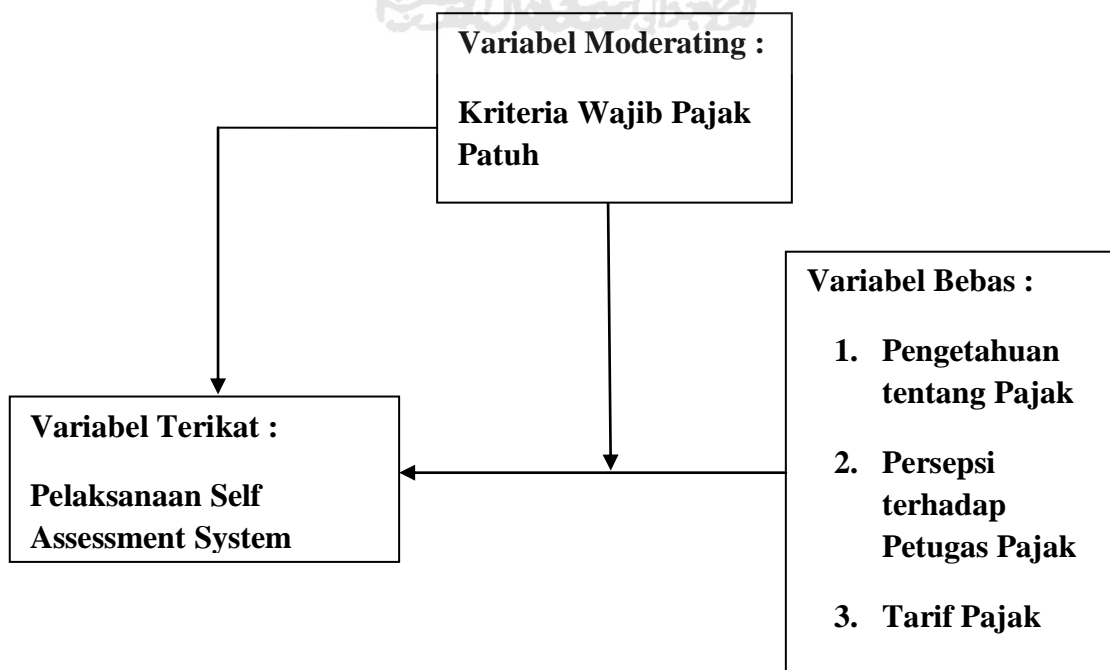 Variabel Moderating :
Kriteria Wajib Pajak
Patuh
Variabel Bebas :
1. Pengetahuan
tentang Pajak
2. Persepsi
terhadap
Petugas Pajak
3. Tarif Pajak
Variabel Terikat :
Pelaksanaan Self
Assessment System